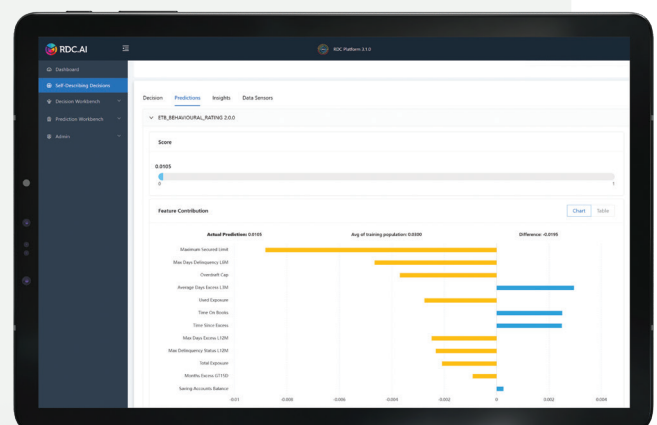 RDC.AI
RDC Platform 3.1.0
Dashboard
Self-Describing Decisions
Decision Workbench
Prediction Workbench
Admin
Decision Predictions Insights Data Sensors
ETB_BEHAVIOURAL_RATING 2.0.0
Score
0.0105
0 1
Feature Contribution Chart Table
Actual Prediction: 0.0105 Avg of training population: 0.0300 Difference: -0.0195
Maximum Secured Limit
Max Days Delinquency L3M
Overdraft Cap
Average Days Excess L3M
Used Exposure
Time On Books
Time Since Excess
Max Days Excess L12M
Max Delinquency Status L12M
Total Exposure
Months Excess GT15D
Saving Accounts Balance
-0.01 -0.008 -0.006 -0.004 -0.002 0 0.002 0.004